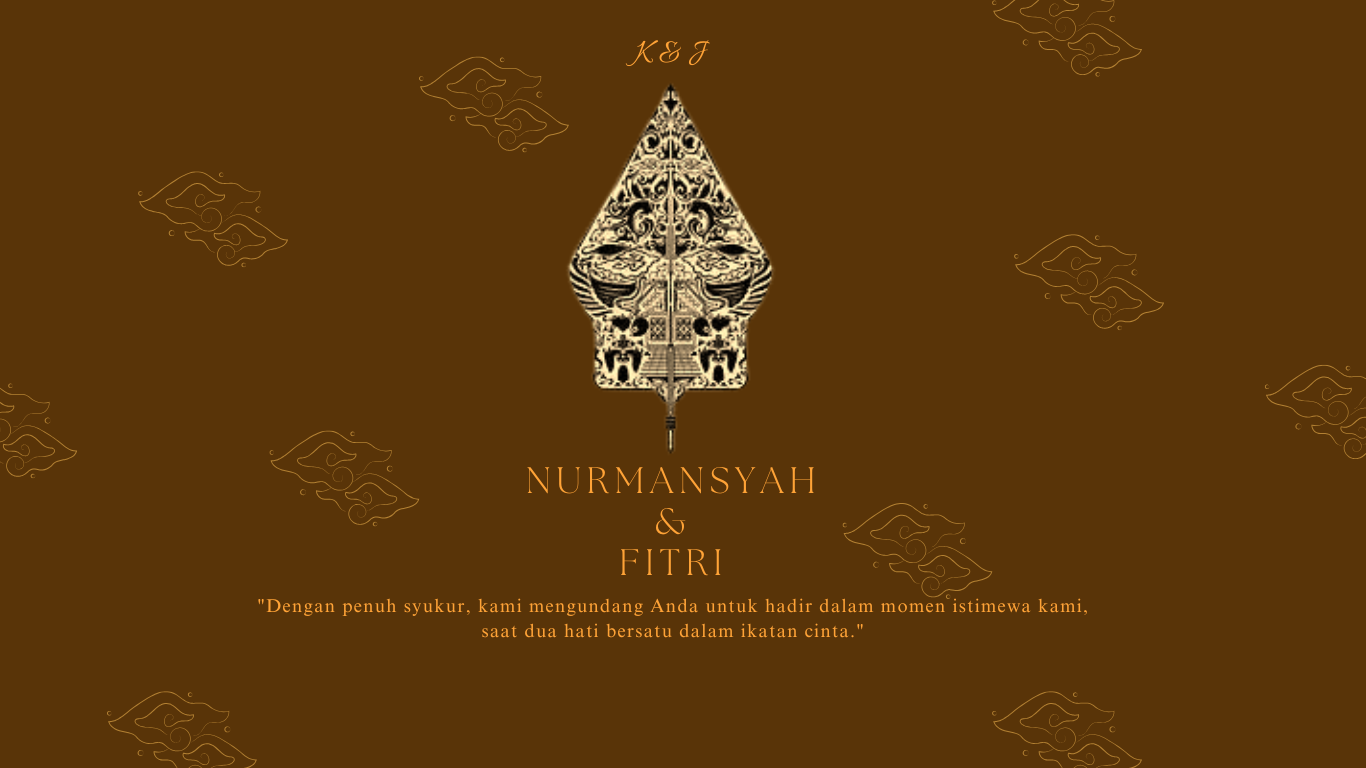 K & J
NURMANSYAH
&
FITRI
"Dengan penuh syukur, kami mengundang Anda untuk hadir dalam momen istimewa kami,
saat dua hati bersatu dalam ikatan cinta."